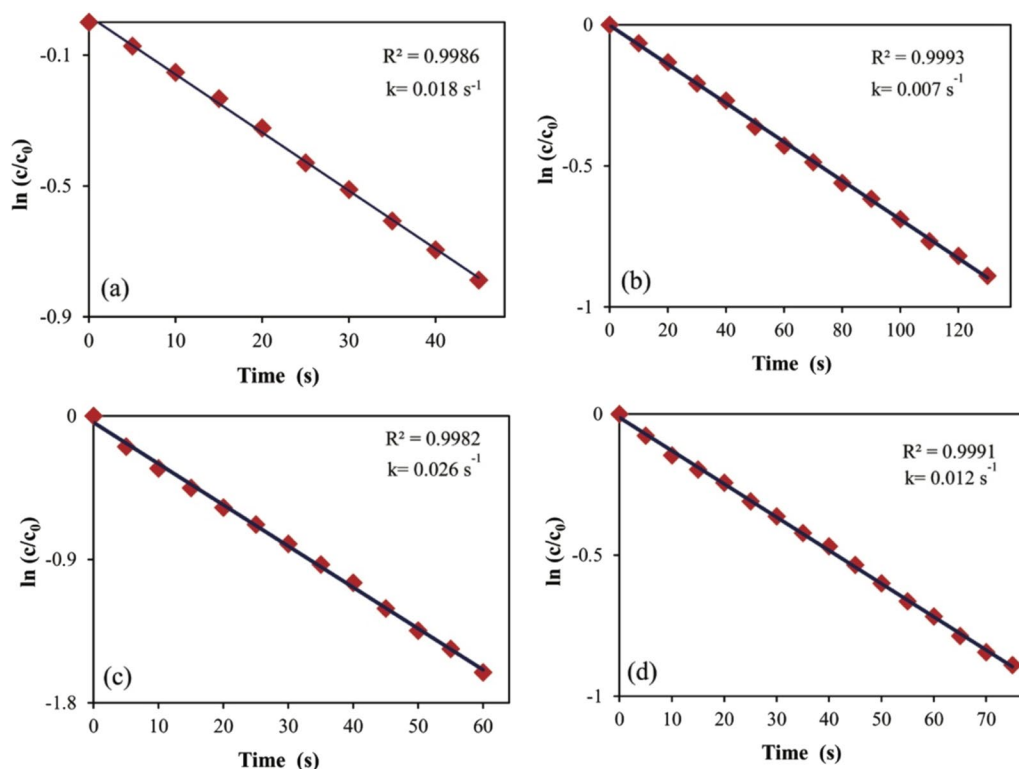 R² = 0.9986
k= 0.018 s⁻¹
-0.1
-0.5
-0.9
ln (c/c₀)
(a)
0 10 20 30 40
Time (s)
R² = 0.9993
k= 0.007 s⁻¹
0
-0.5
-1
ln (c/c₀)
(b)
0 20 40 60 80 100 120
Time (s)
R² = 0.9982
k= 0.026 s⁻¹
0
-0.9
-1.8
ln (c/c₀)
(c)
0 10 20 30 40 50 60
Time (s)
R² = 0.9991
k= 0.012 s⁻¹
0
-0.5
-1
ln (c/c₀)
(d)
0 10 20 30 40 50 60 70
Time (s)